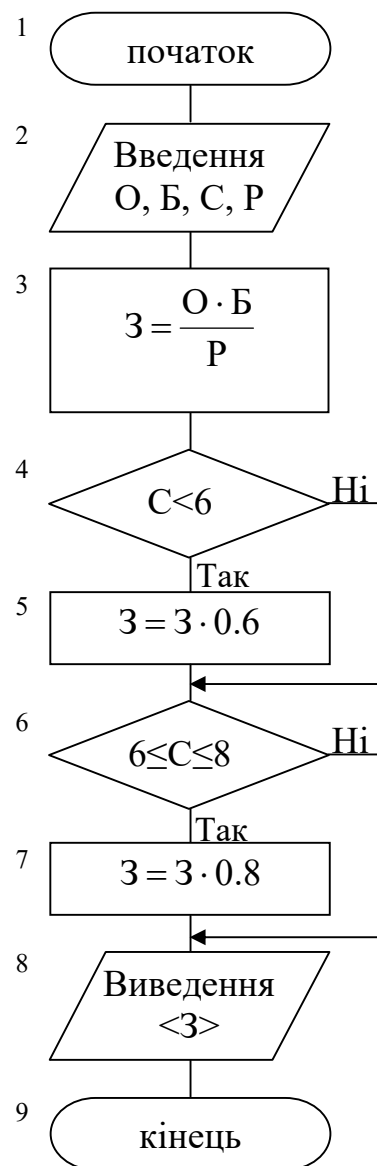 1
початок
2
Введення
О, Б, С, Р
3
З = О · Б / Р
4
С<6
Ні
Так
5
З = З · 0.6
6
6≤С≤8
Ні
Так
7
З = З · 0.8
8
Виведення
<З>
9
кінець